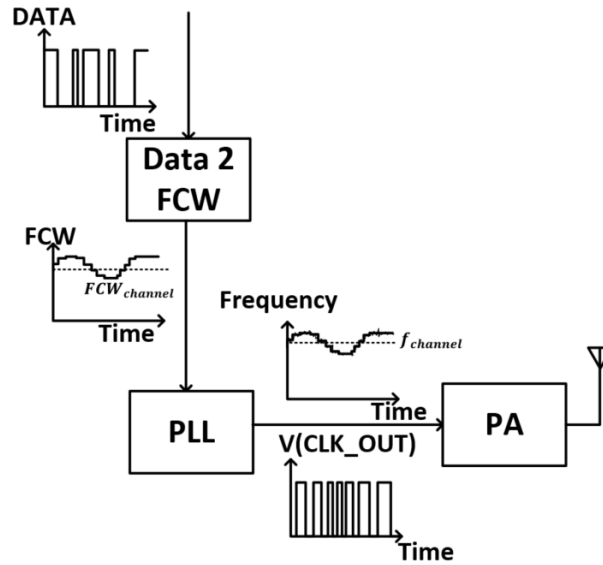 DATA
Time
Data 2
FCW
FCW
FCW_channel
Time
Frequency
f_channel
Time
PLL
PA
V(CLK_OUT)
Time